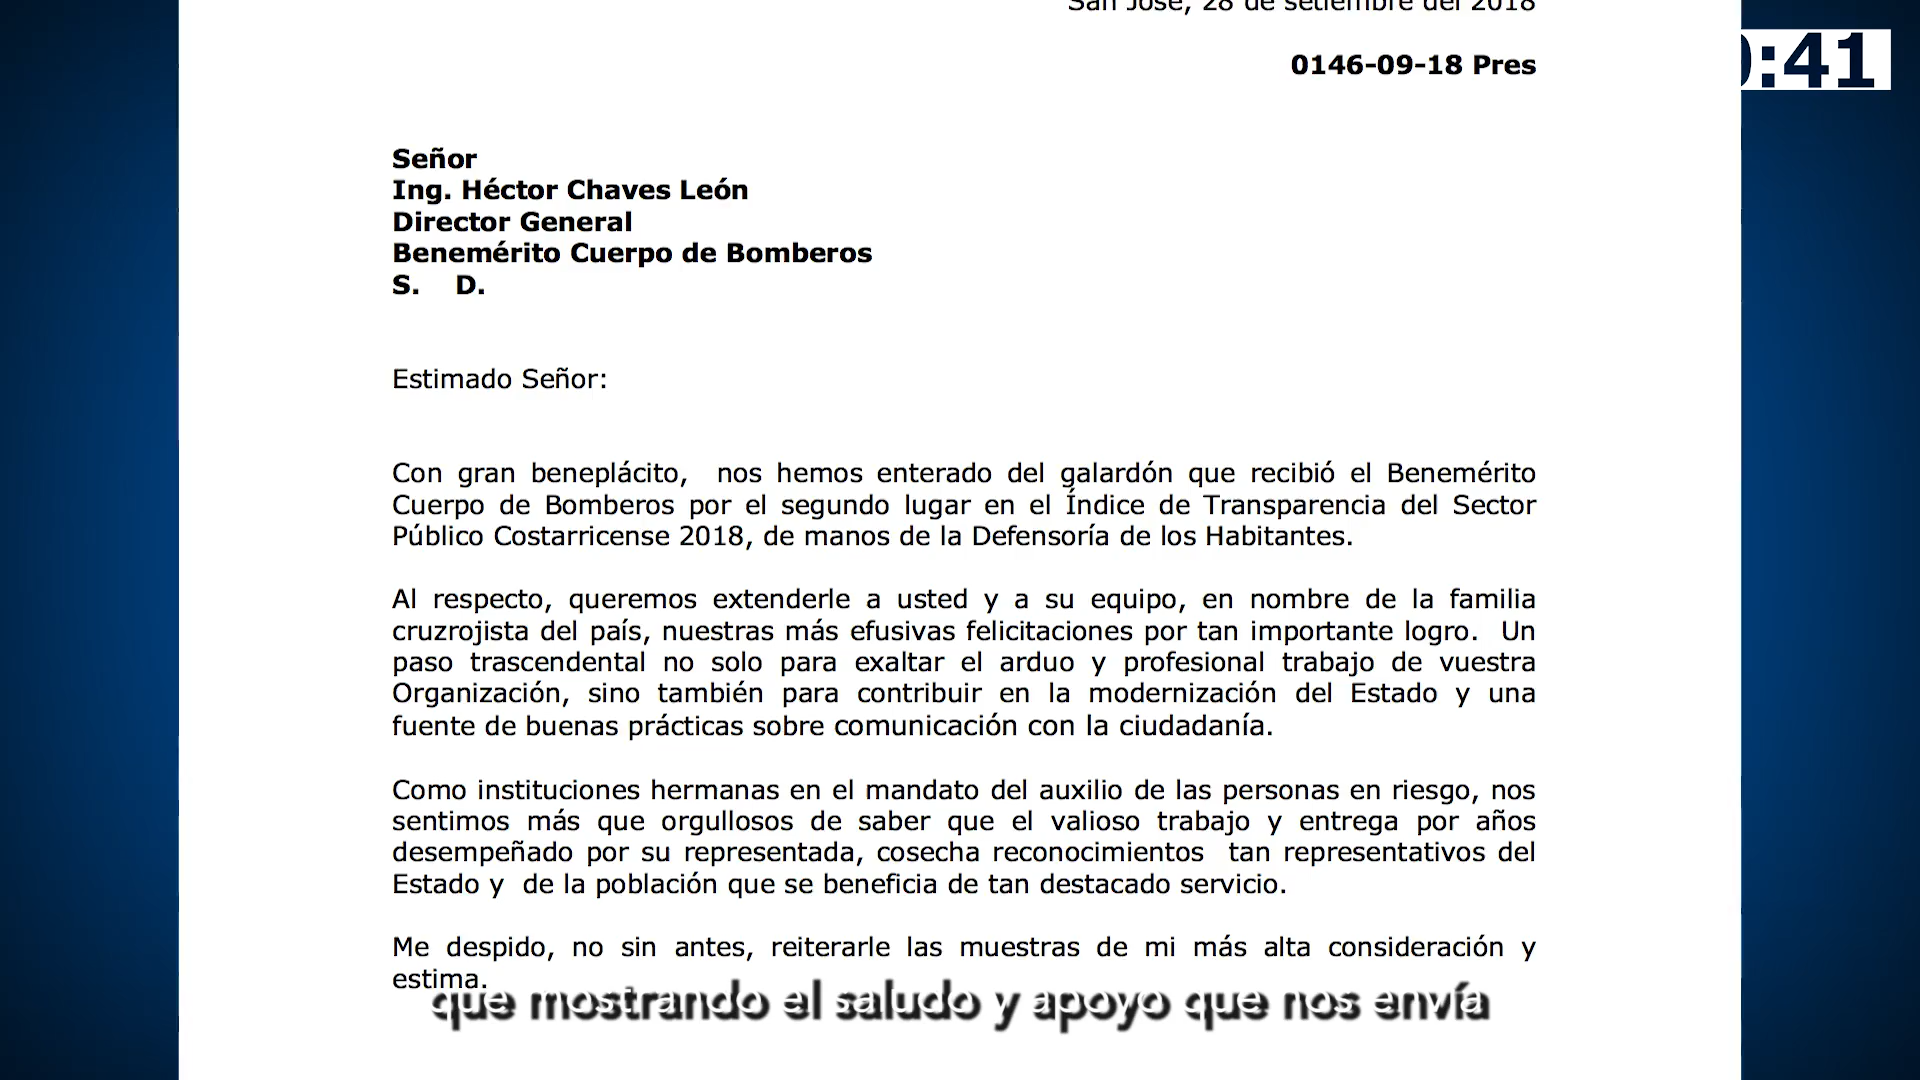 San José, 28 de setiembre del 2018
0146-09-18 Pres
:41
Señor
Ing. Héctor Chaves León
Director General
Benemérito Cuerpo de Bomberos
S. D.
Estimado Señor:
Con gran beneplácito, nos hemos enterado del galardón que recibió el Benemérito
Cuerpo de Bomberos por el segundo lugar en el Índice de Transparencia del Sector
Público Costarricense 2018, de manos de la Defensoría de los Habitantes.
Al respecto, queremos extenderle a usted y a su equipo, en nombre de la familia
cruzrojista del país, nuestras más efusivas felicitaciones por tan importante logro. Un
paso trascendental no solo para exaltar el arduo y profesional trabajo de vuestra
Organización, sino también para contribuir en la modernización del Estado y una
fuente de buenas prácticas sobre comunicación con la ciudadanía.
Como instituciones hermanas en el mandato del auxilio de las personas en riesgo, nos
sentimos más que orgullosos de saber que el valioso trabajo y entrega por años
desempeñado por su representada, cosecha reconocimientos tan representativos del
Estado y de la población que se beneficia de tan destacado servicio.
Me despido, no sin antes, reiterarle las muestras de mi más alta consideración y
estima.
que mostrando el saludo y apoyo que nos envía